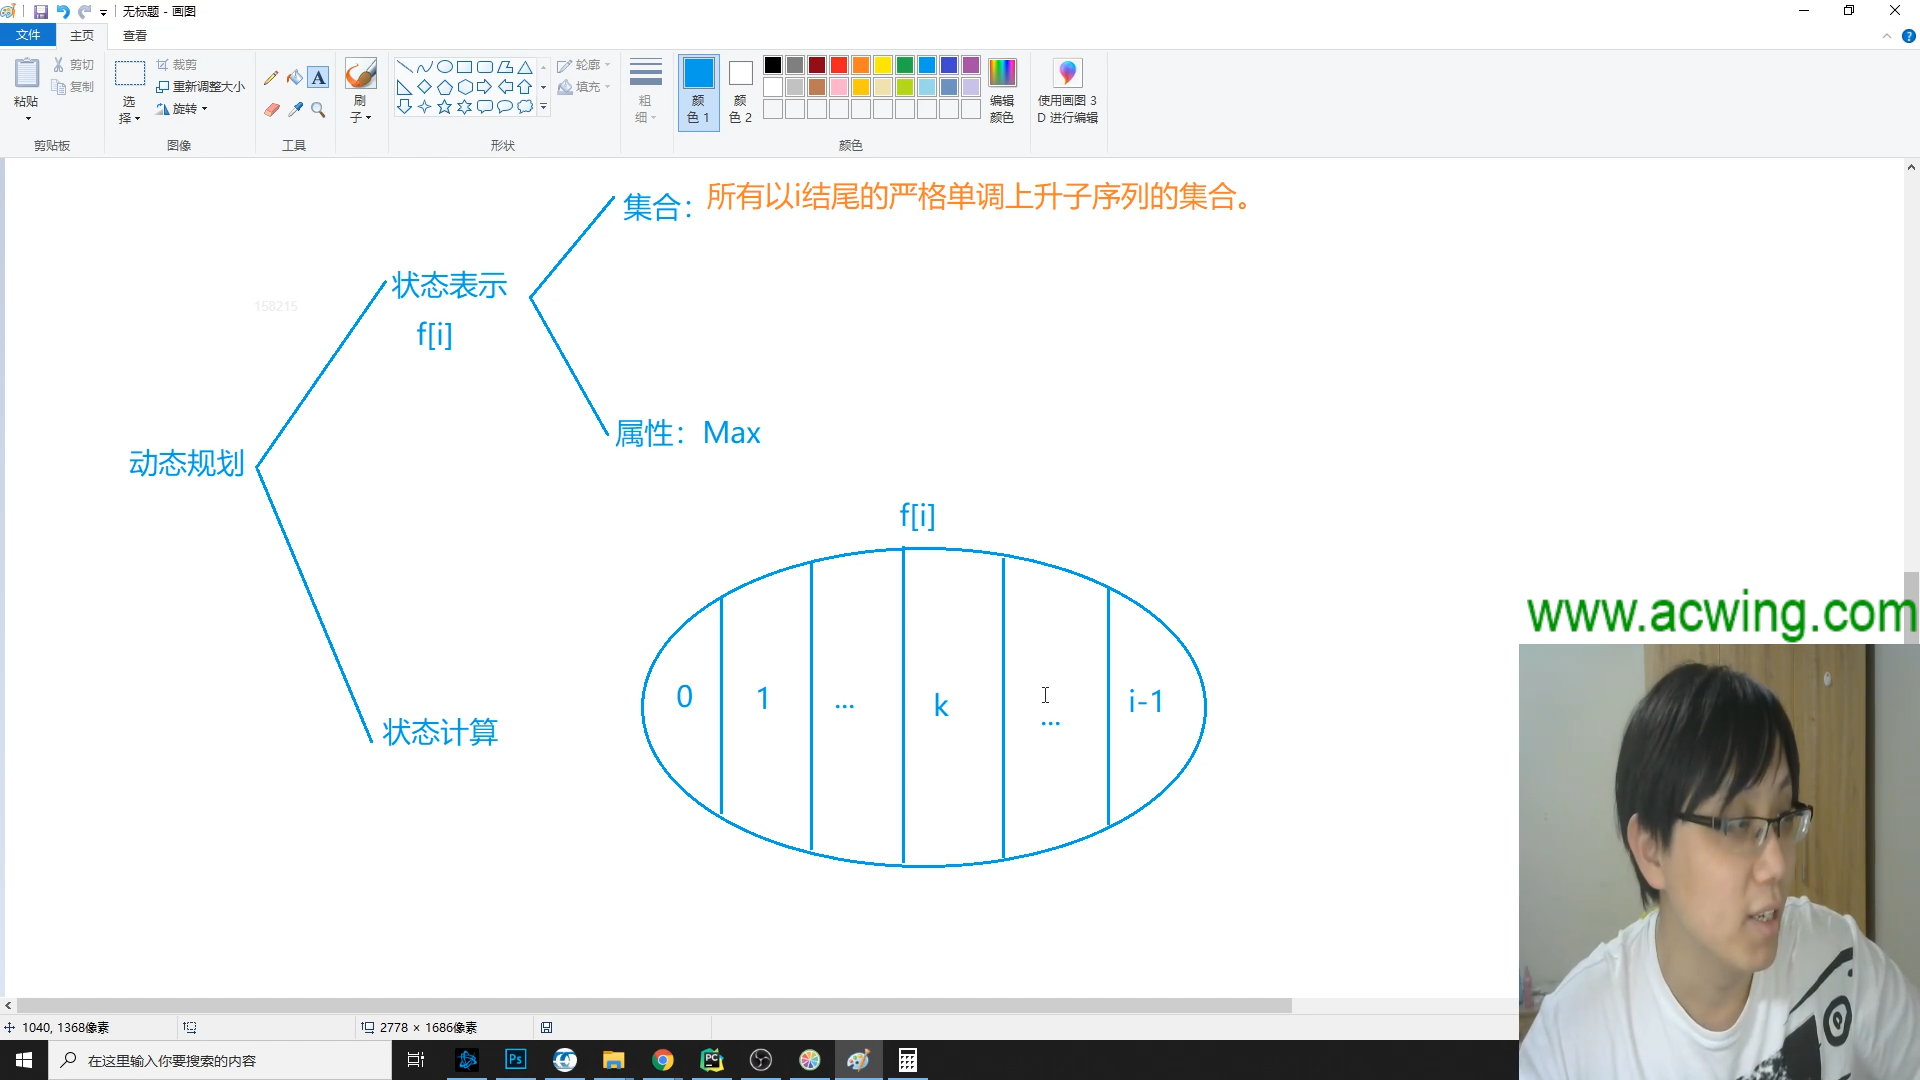 无标题 - 画图
文件 主页 查看
粘贴 剪切 复制 剪贴板
选择 裁剪 重新调整大小 旋转 图像
A 工具
刷子
轮廓 填充 形状
粗细
颜色 1 颜色 2 编辑颜色 颜色
使用画图 3D 进行编辑
集合：所有以i结尾的严格单调上升子序列的集合。
状态表示
158215
f[i]
属性：Max
动态规划
f[i]
www.acwing.com
0 1 ... k ... i-1
状态计算
1040, 1368像素 2778 × 1686像素
在这里输入你要搜索的内容 Ps PC